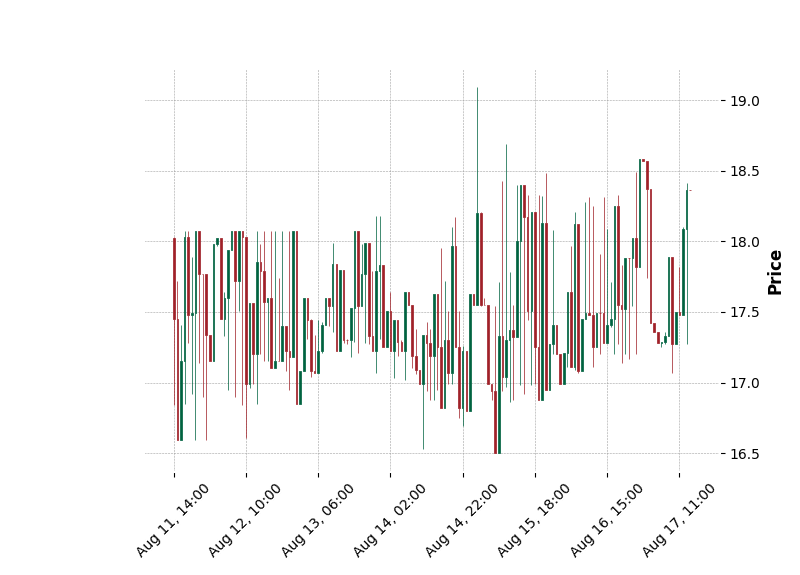 19.0
18.5
18.0
17.5
17.0
16.5
Price
Aug 11, 14:00
Aug 12, 10:00
Aug 13, 06:00
Aug 14, 02:00
Aug 14, 22:00
Aug 15, 18:00
Aug 16, 15:00
Aug 17, 11:00